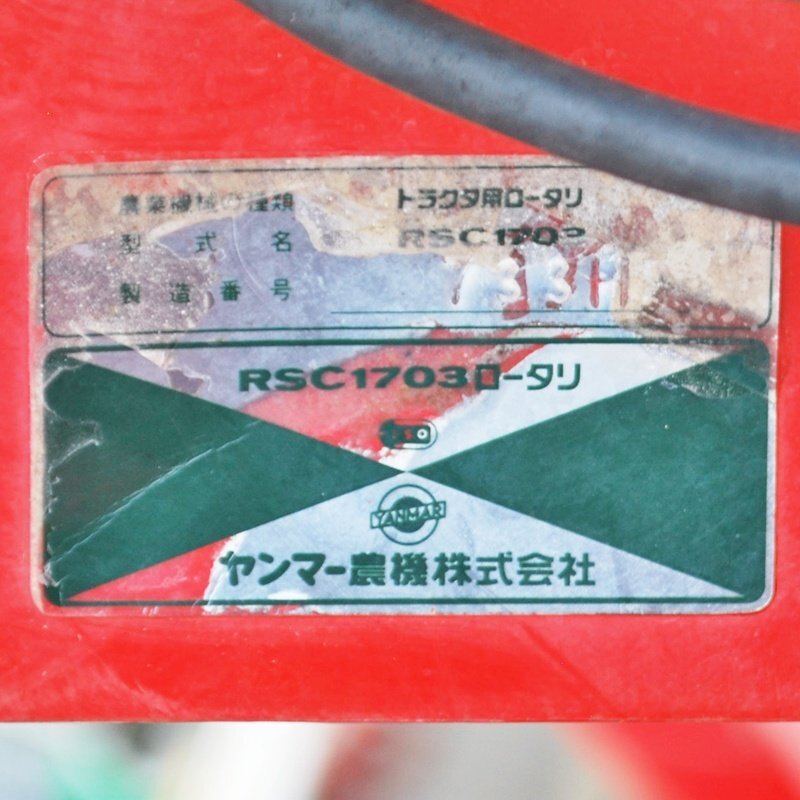 農業機械の種類 トラクタ用ロータリ
型式名 RSC1703
製造番号
RSC1703ロータリ
YANMAR
ヤンマー農機株式会社